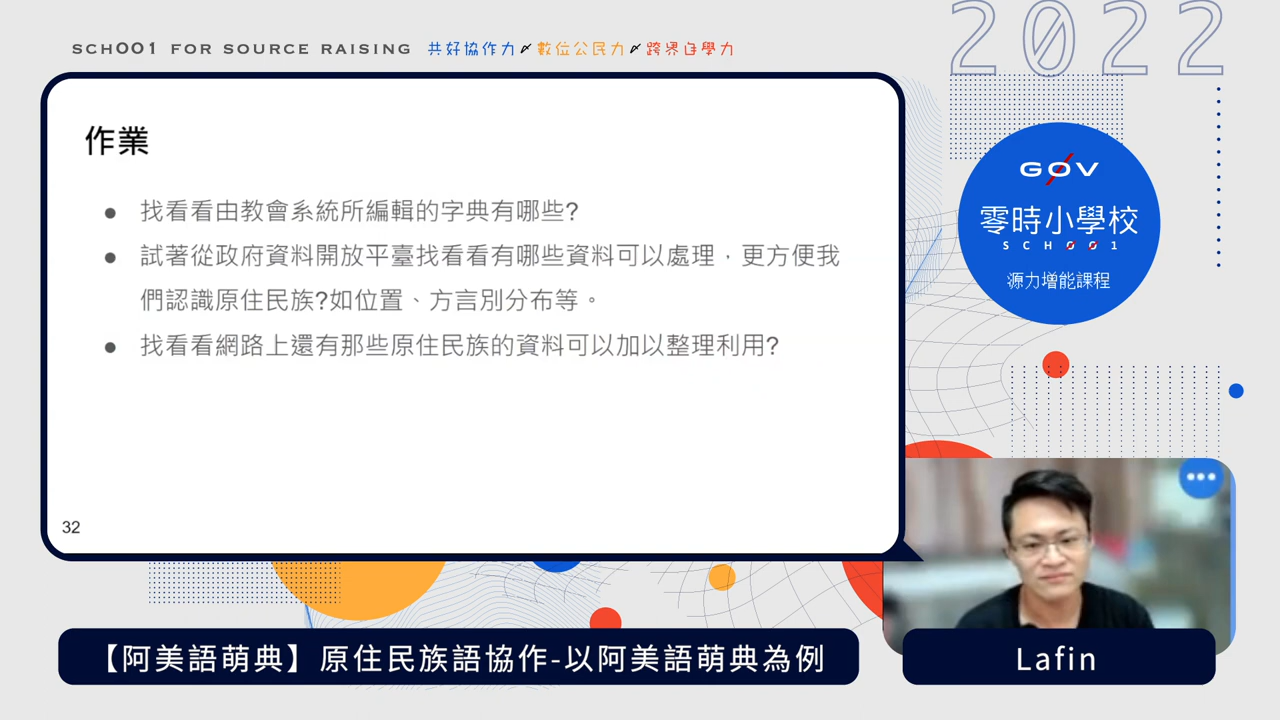 SCHOO1 FOR SOURCE RAISING 共好協作力 數位公民力 跨界自學力
2022
作業
● 找看看由教會系統所編輯的字典有哪些?
● 試著從政府資料開放平臺找看看有哪些資料可以處理，更方便我
們認識原住民族?如位置、方言別分布等。
● 找看看網路上還有那些原住民族的資料可以加以整理利用?
32
GOV
零時小學校
SCHOO1
源力增能課程
【阿美語萌典】原住民族語協作-以阿美語萌典為例
Lafin